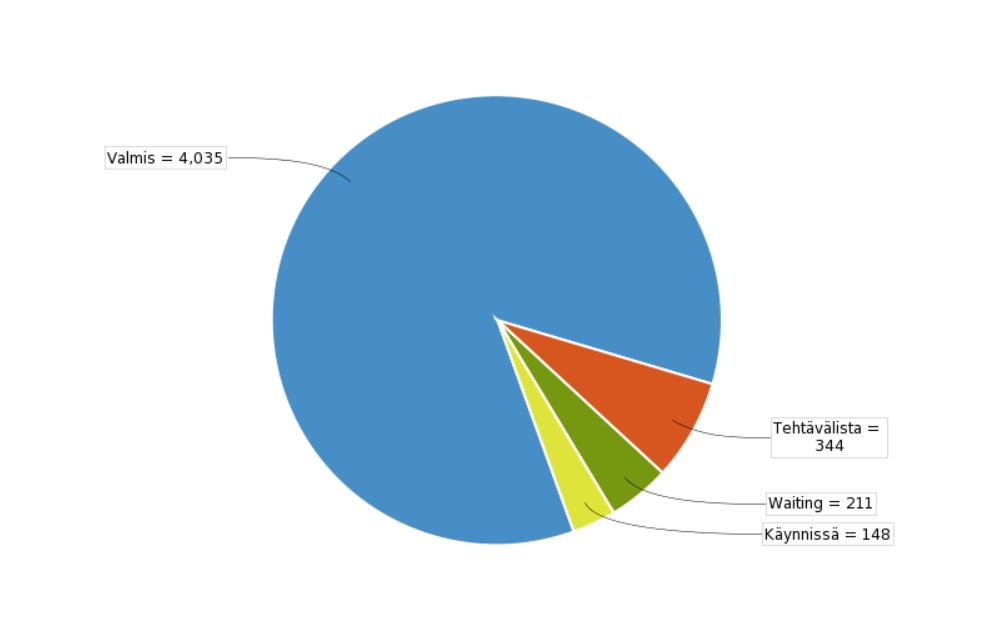 Valmis = 4,035
Tehtävälista =
344
Waiting = 211
Käynnissä = 148